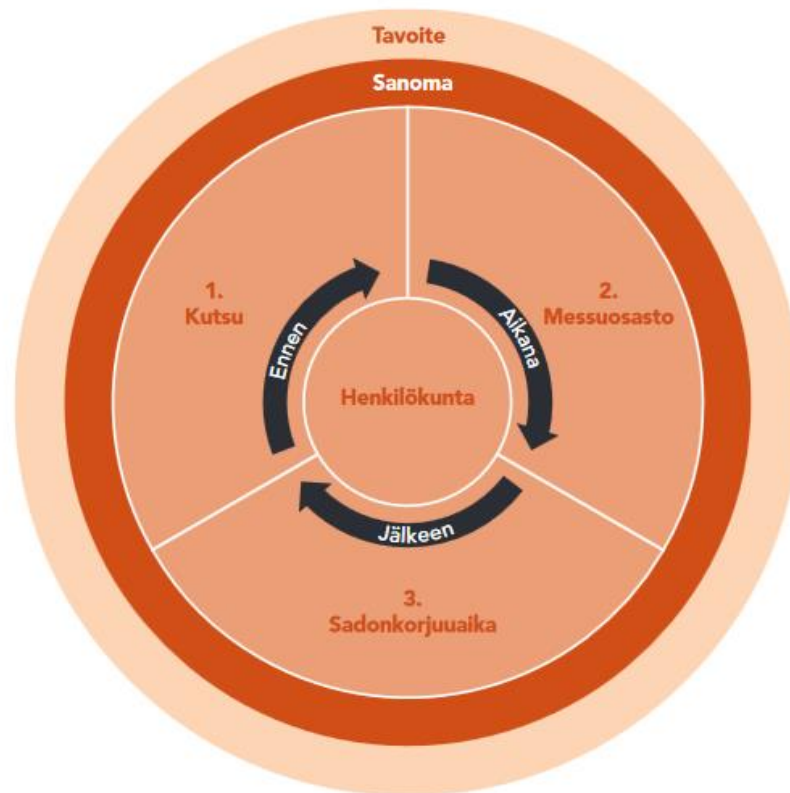 Tavoite
Sanoma
1.
Kutsu
2.
Messuosasto
Ennen
Aikana
Henkilökunta
Jälkeen
3.
Sadonkorjuuaika